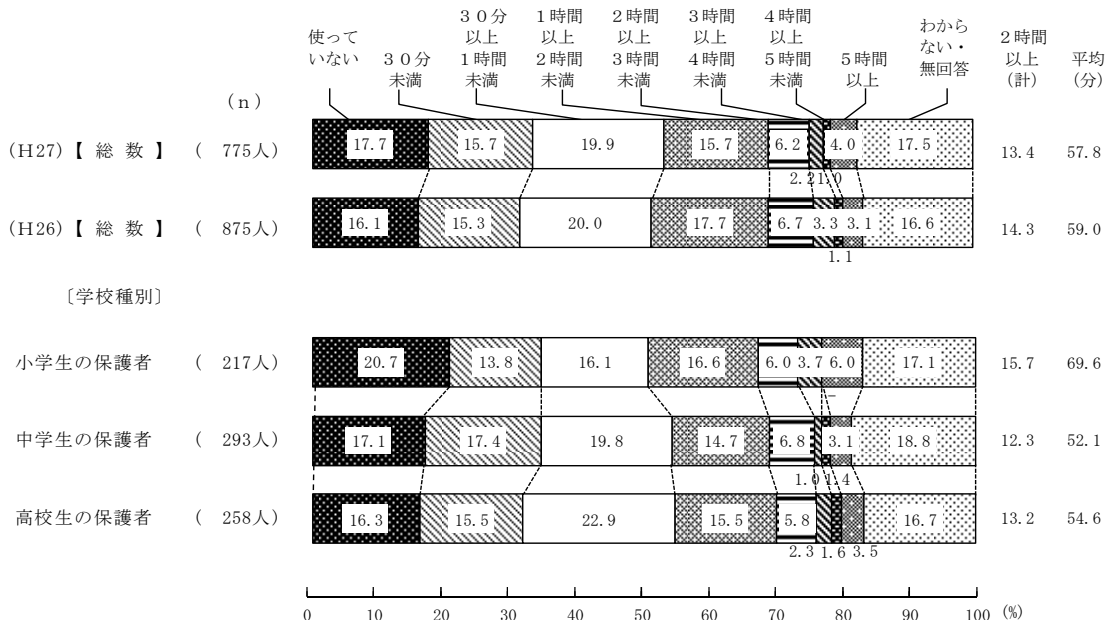 使って
いない
３０分
未満
３０分
以上
１時間
未満
１時間
以上
２時間
未満
２時間
以上
３時間
未満
３時間
以上
４時間
未満
４時間
以上
５時間
未満
５時間
以上
わから
ない・
無回答
２時間
以上
（計）
平均
（分）
（ｎ）
(H27)【 総 数 】 ( 775人) 17.7 15.7 19.9 15.7 6.2 4.0 17.5 13.4 57.8
2.2 1.0
(H26)【 総 数 】 ( 875人) 16.1 15.3 20.0 17.7 6.7 3.3 3.1 16.6 14.3 59.0
1.1
〔学校種別〕
小学生の保護者 ( 217人) 20.7 13.8 16.1 16.6 6.0 3.7 6.0 17.1 15.7 69.6
-
中学生の保護者 ( 293人) 17.1 17.4 19.8 14.7 6.8 3.1 18.8 12.3 52.1
1.0 1.4
高校生の保護者 ( 258人) 16.3 15.5 22.9 15.5 5.8 16.7 13.2 54.6
2.3 1.6 3.5
0 10 20 30 40 50 60 70 80 90 100 (%)